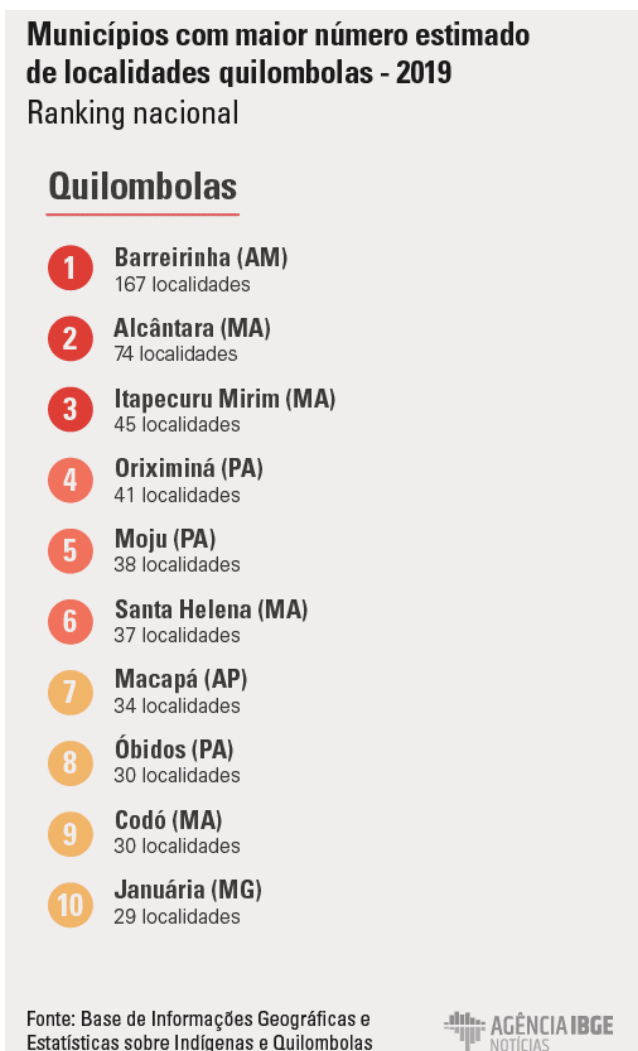 Municípios com maior número estimado
de localidades quilombolas - 2019
Ranking nacional
Quilombolas
1
Barreirinha (AM)
167 localidades
2
Alcântara (MA)
74 localidades
3
Itapecuru Mirim (MA)
45 localidades
4
Oriximiná (PA)
41 localidades
5
Moju (PA)
38 localidades
6
Santa Helena (MA)
37 localidades
7
Macapá (AP)
34 localidades
8
Óbidos (PA)
30 localidades
9
Codó (MA)
30 localidades
10
Januária (MG)
29 localidades
Fonte: Base de Informações Geográficas e
Estatísticas sobre Indígenas e Quilombolas
AGÊNCIA IBGE
NOTÍCIAS